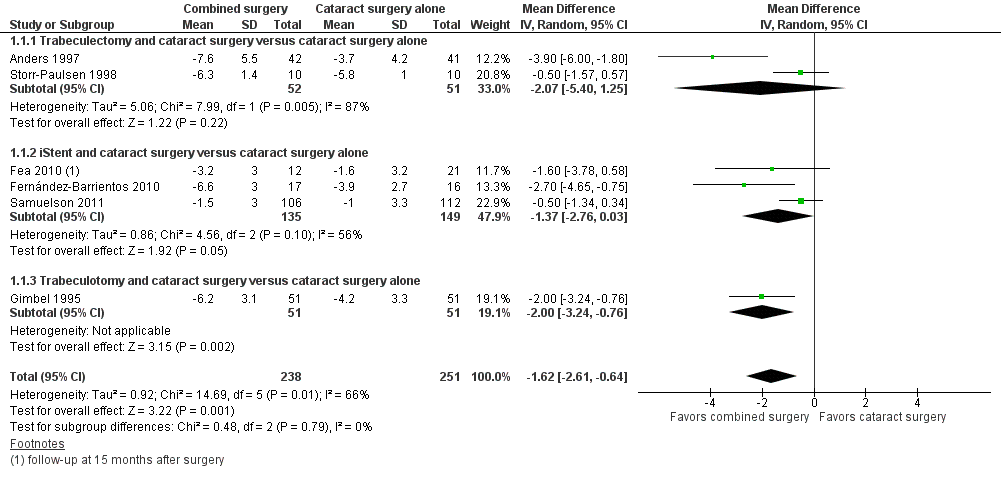 Combined surgery Cataract surgery alone Mean Difference Mean Difference
Study or Subgroup Mean SD Total Mean SD Total Weight IV, Random, 95% CI IV, Random, 95% CI
1.1.1 Trabeculectomy and cataract surgery versus cataract surgery alone
Anders 1997 -7.6 5.5 42 -3.7 4.2 41 12.2% -3.90 [-6.00, -1.80]
Storr-Paulsen 1998 -6.3 1.4 10 -5.8 1 10 20.8% -0.50 [-1.57, 0.57]
Subtotal (95% CI) 52 51 33.0% -2.07 [-5.40, 1.25]
Heterogeneity: Tau² = 5.06; Chi² = 7.99, df = 1 (P = 0.005); I² = 87%
Test for overall effect: Z = 1.22 (P = 0.22)
1.1.2 iStent and cataract surgery versus cataract surgery alone
Fea 2010 (1) -3.2 3 12 -1.6 3.2 21 11.7% -1.60 [-3.78, 0.58]
Fernández-Barrientos 2010 -6.6 3 17 -3.9 2.7 16 13.3% -2.70 [-4.65, -0.75]
Samuelson 2011 -1.5 3 106 -1 3.3 112 22.9% -0.50 [-1.34, 0.34]
Subtotal (95% CI) 135 149 47.9% -1.37 [-2.76, 0.03]
Heterogeneity: Tau² = 0.86; Chi² = 4.56, df = 2 (P = 0.10); I² = 56%
Test for overall effect: Z = 1.92 (P = 0.05)
1.1.3 Trabeculotomy and cataract surgery versus cataract surgery alone
Gimbel 1995 -6.2 3.1 51 -4.2 3.3 51 19.1% -2.00 [-3.24, -0.76]
Subtotal (95% CI) 51 51 19.1% -2.00 [-3.24, -0.76]
Heterogeneity: Not applicable
Test for overall effect: Z = 3.15 (P = 0.002)
Total (95% CI) 238 251 100.0% -1.62 [-2.61, -0.64]
Heterogeneity: Tau² = 0.92; Chi² = 14.69, df = 5 (P = 0.01); I² = 66%
Test for overall effect: Z = 3.22 (P = 0.001)
Test for subgroup differences: Chi² = 0.48, df = 2 (P = 0.79), I² = 0%
-4 -2 0 2 4
Favors combined surgery Favors cataract surgery
Footnotes
(1) follow-up at 15 months after surgery